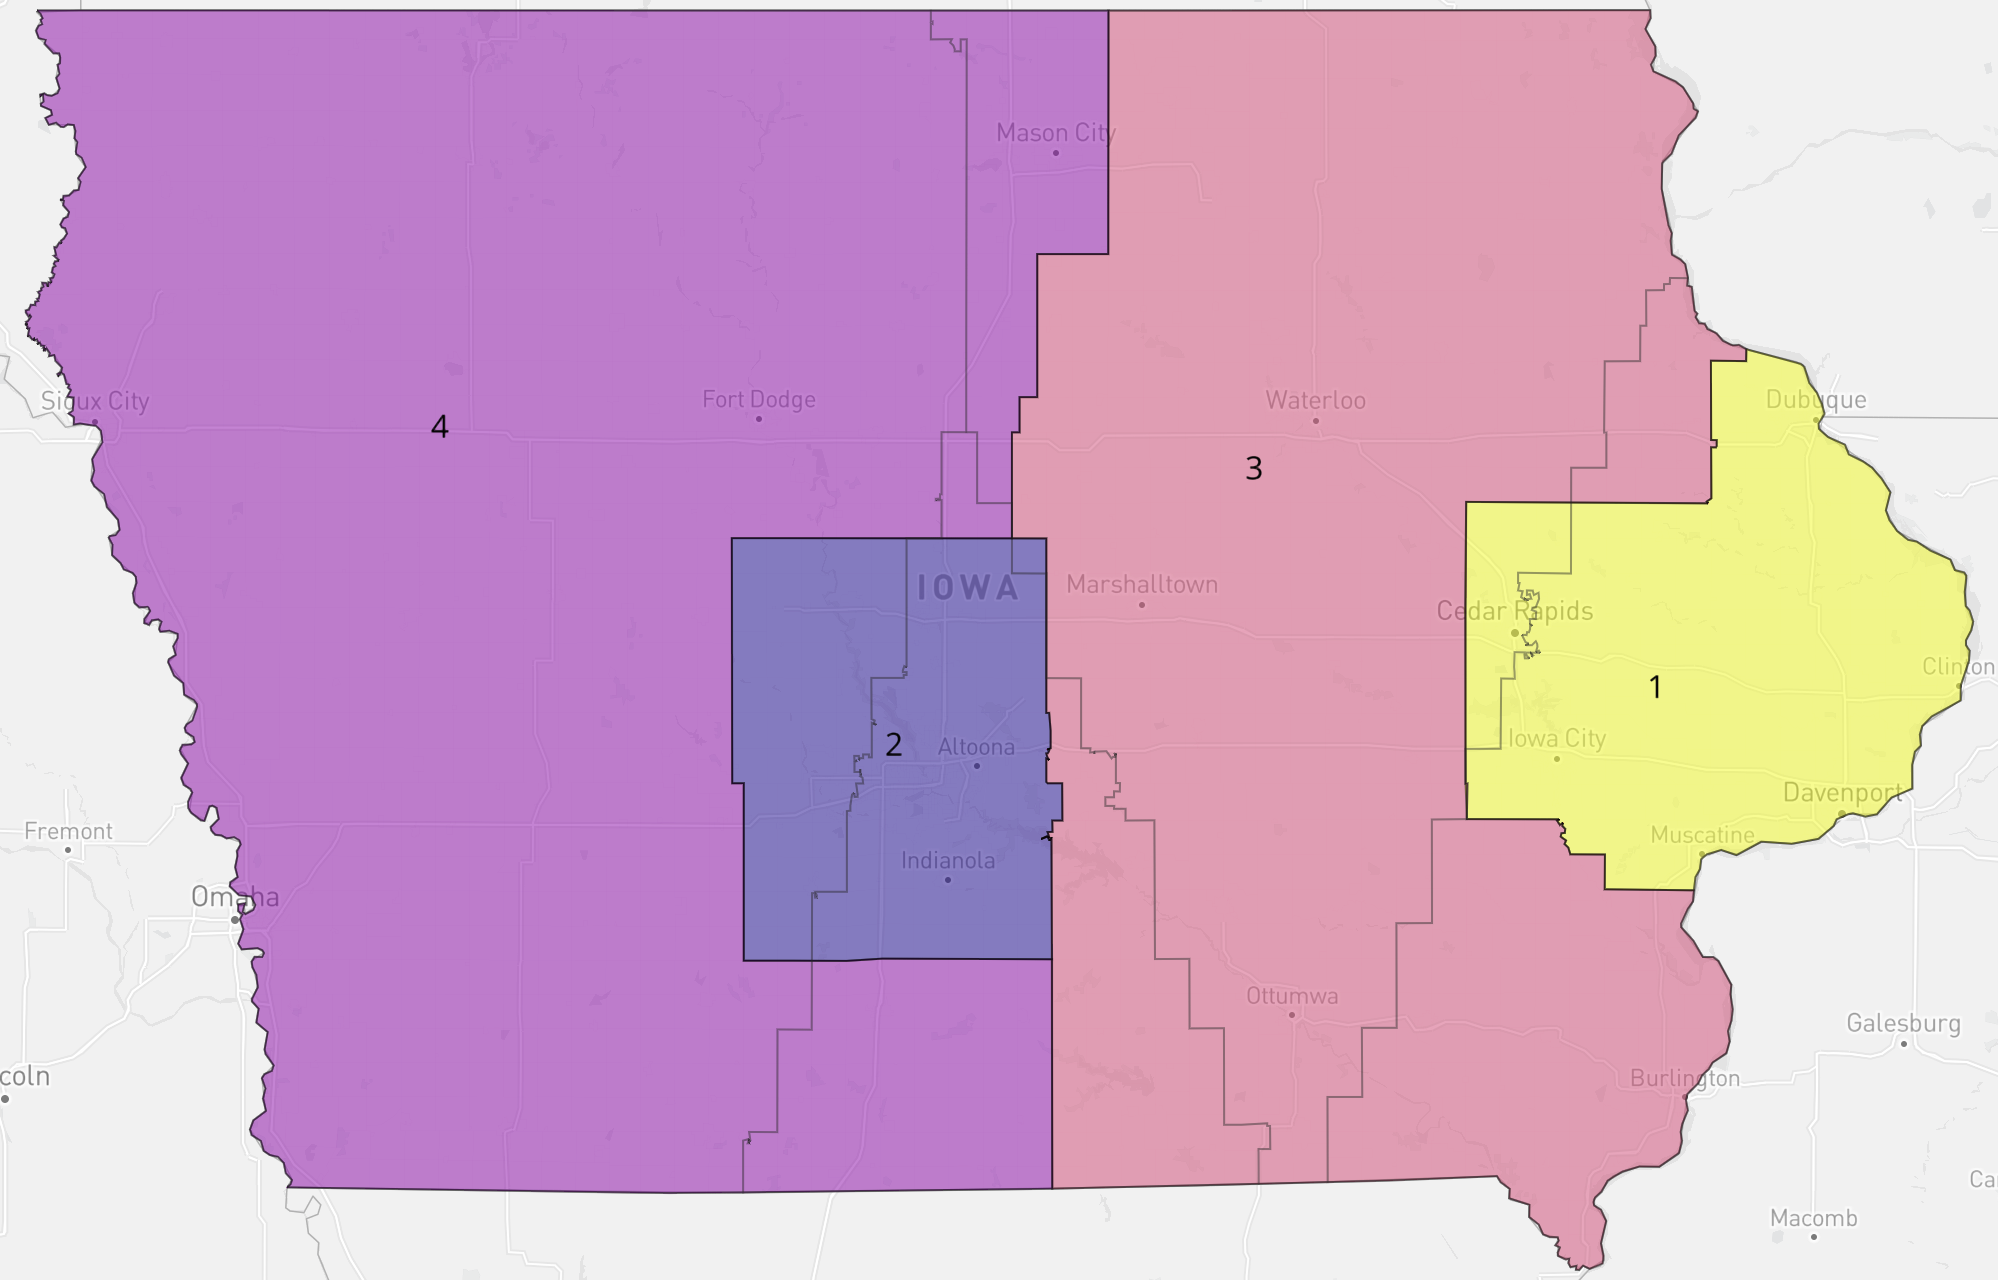 Mason City
Sioux City
Fort Dodge
Waterloo
Dubuque
4
3
IOWA
Marshalltown
Cedar Rapids
Clinton
1
2
Altoona
Iowa City
Davenport
Fremont
Muscatine
Indianola
Omaha
Ottumwa
Galesburg
coln
Burlington
Ca
Macomb